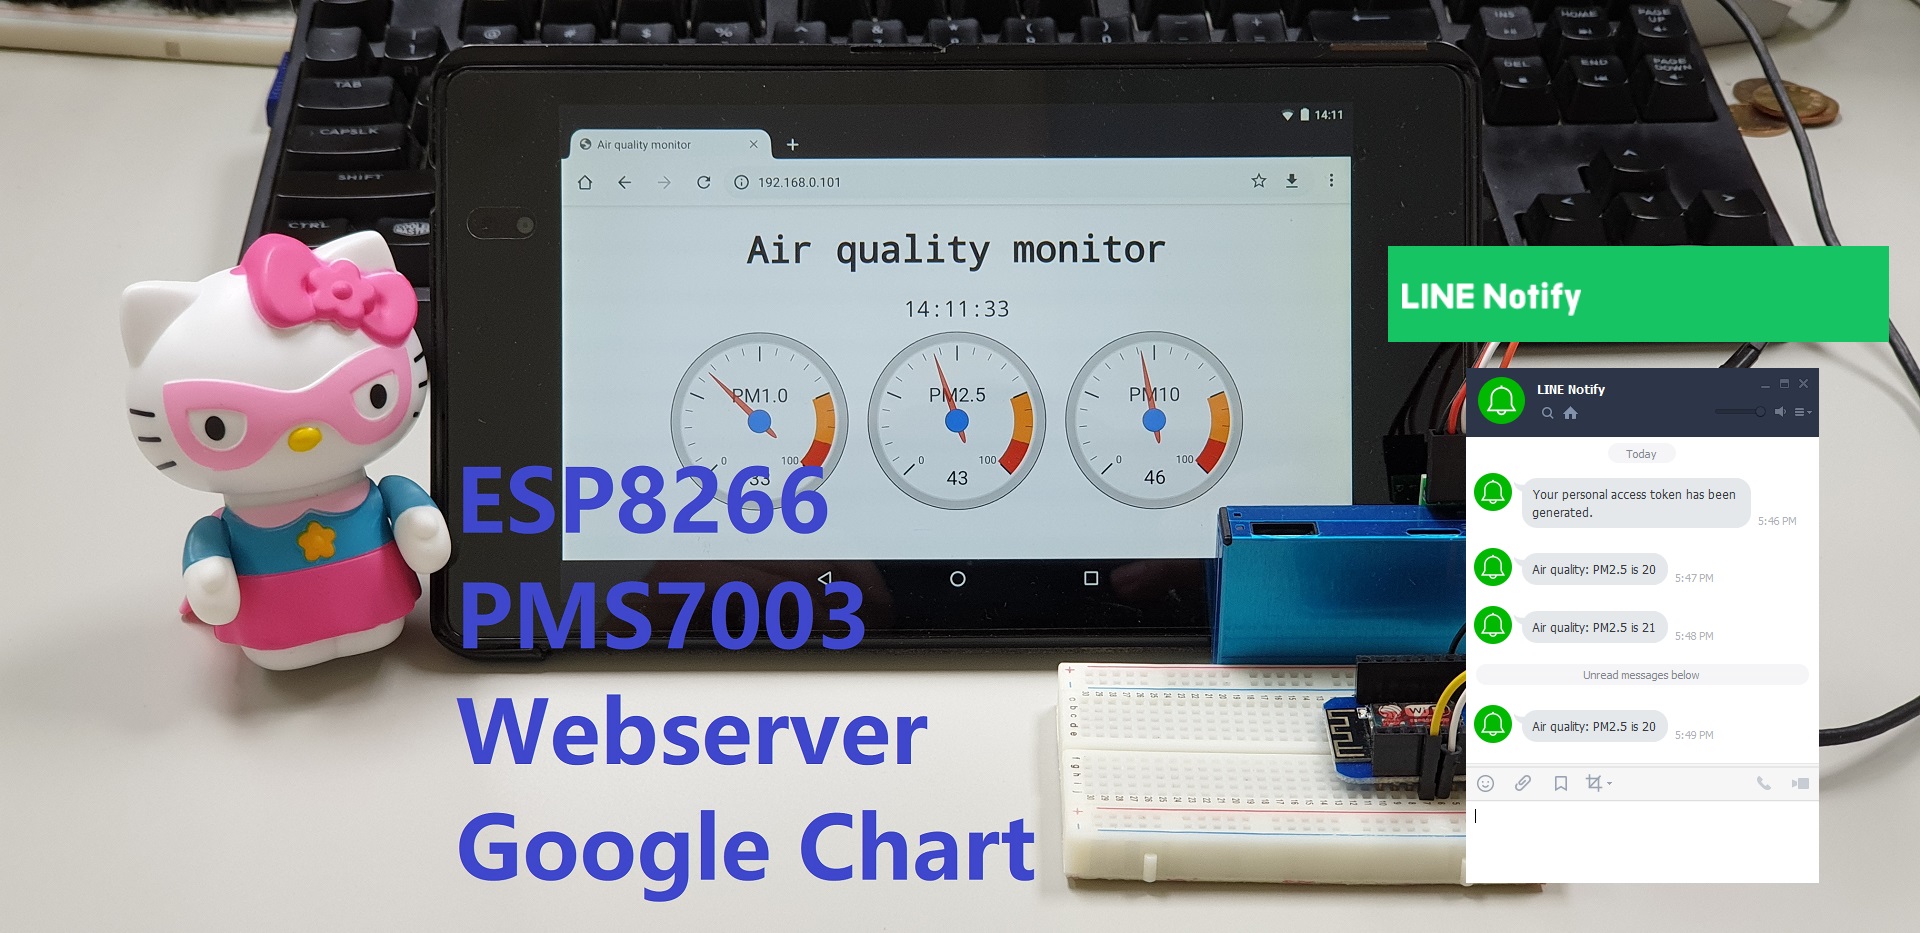 INS
HOME
PAGE UP
DEL
END
PAGE DOWN
TAB
CAPSLK
SHIFT
CTRL
14:11
Air quality monitor
192.168.0.101
Air quality monitor
14:11:33
PM1.0
0
100
33
PM2.5
0
100
43
PM10
0
100
46
ESP8266
PMS7003
Webserver
Google Chart
LINE Notify
LINE Notify
Today
Your personal access token has been
generated.
5:46 PM
Air quality: PM2.5 is 20
5:47 PM
Air quality: PM2.5 is 21
5:48 PM
Unread messages below
Air quality: PM2.5 is 20
5:49 PM